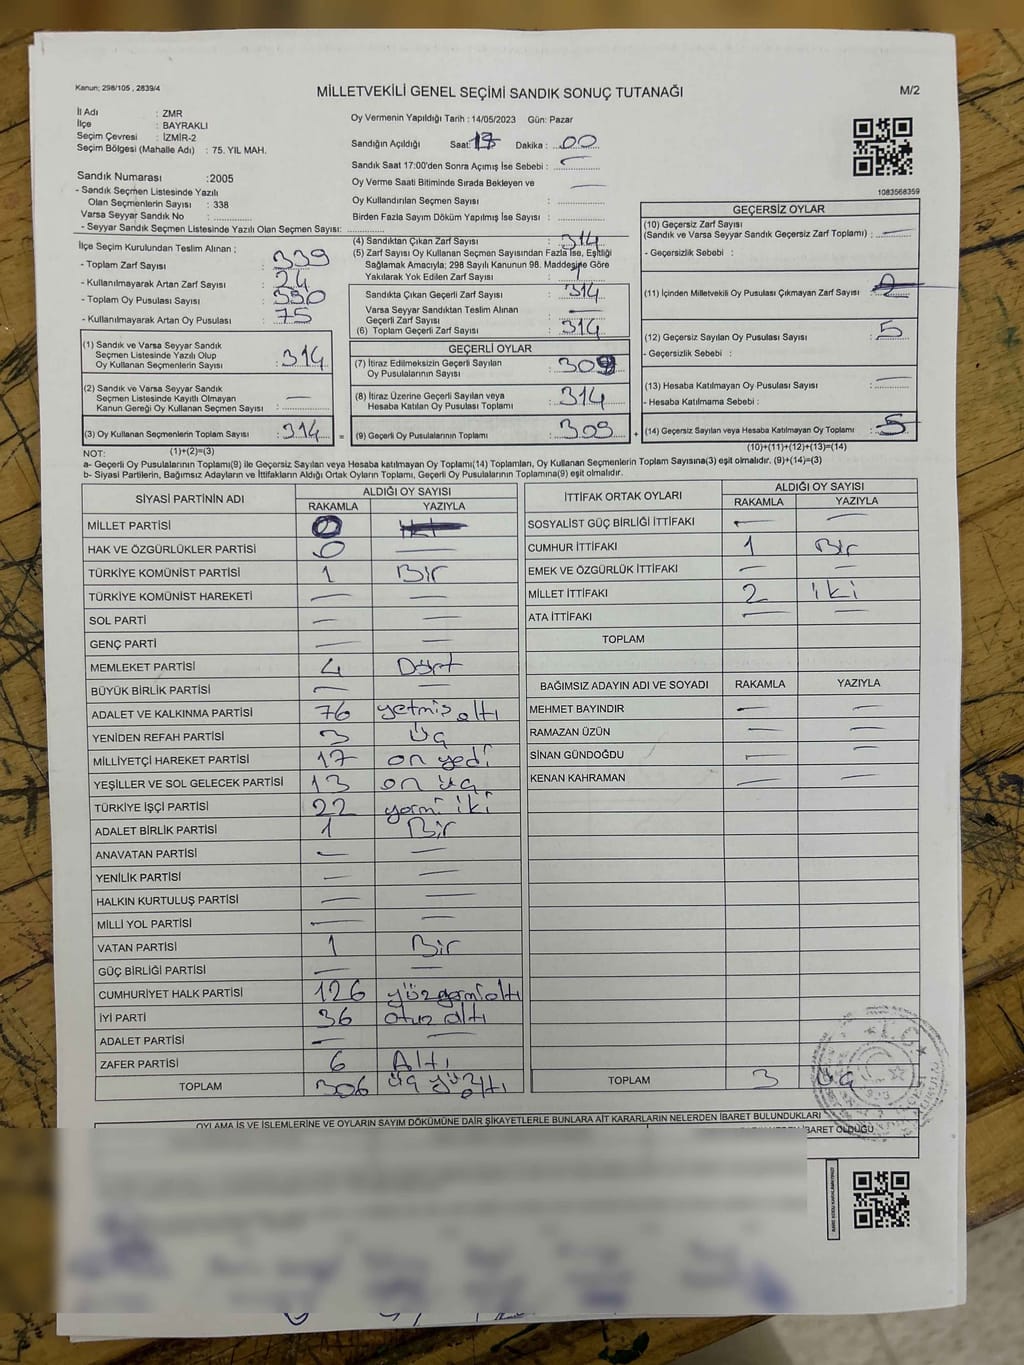 Kanun; 298/105 , 2839/4
MİLLETVEKİLİ GENEL SEÇİMİ SANDIK SONUÇ TUTANAĞI
M/2
İl Adı : ZMR
İlçe : BAYRAKLI
Seçim Çevresi : İZMİR-2
Seçim Bölgesi (Mahalle Adı) : 75. YIL MAH.
Sandık Numarası :2005
- Sandık Seçmen Listesinde Yazılı
Olan Seçmenlerin Sayısı : 338
Varsa Seyyar Sandık No :
- Seyyar Sandık Seçmen Listesinde Yazılı Olan Seçmen Sayısı:
Oy Vermenin Yapıldığı Tarih : 14/05/2023 Gün: Pazar
Sandığın Açıldığı Saat: 17 Dakika : 00
Sandık Saat 17:00'den Sonra Açımış İse Sebebi : —
Oy Verme Saati Bitiminde Sırada Bekleyen ve —
Oy Kullandırılan Seçmen Sayısı :
Birden Fazla Sayım Döküm Yapılmış İse Sayısı :
1083568359
İlçe Seçim Kurulundan Teslim Alınan ;
- Toplam Zarf Sayısı : 339
- Kullanılmayarak Artan Zarf Sayısı : 24
- Toplam Oy Pusulası Sayısı :
- Kullanılmayarak Artan Oy Pusulası : 75
(1) Sandık ve Varsa Seyyar Sandık
Seçmen Listesinde Yazılı Olup
Oy Kullanan Seçmenlerin Sayısı : 314
(2) Sandık ve Varsa Seyyar Sandık
Seçmen Listesinde Kayıtlı Olmayan
Kanun Gereği Oy Kullanan Seçmen Sayısı : —
(3) Oy Kullanan Seçmenlerin Toplam Sayısı : 314
(1)+(2)=(3)
(4) Sandıktan Çıkan Zarf Sayısı : 314
(5) Zarf Sayısı Oy Kullanan Seçmen Sayısından Fazla İse, Eşitliği
Sağlamak Amacıyla; 298 Sayılı Kanunun 98. Maddesine Göre
Yakılarak Yok Edilen Zarf Sayısı :
Sandıkta Çıkan Geçerli Zarf Sayısı : 314
Varsa Seyyar Sandıktan Teslim Alınan
Geçerli Zarf Sayısı : —
(6) Toplam Geçerli Zarf Sayısı : 314
GEÇERLİ OYLAR
(7) İtiraz Edilmeksizin Geçerli Sayılan
Oy Pusulalarının Sayısı : 309
(8) İtiraz Üzerine Geçerli Sayılan veya
Hesaba Katılan Oy Pusulası Toplamı : 314
(9) Geçerli Oy Pusulalarının Toplamı : 309
=
+
GEÇERSİZ OYLAR
(10) Geçersiz Zarf Sayısı
(Sandık ve Varsa Seyyar Sandık Geçersiz Zarf Toplamı) : —
- Geçersizlik Sebebi :
(11) İçinden Milletvekili Oy Pusulası Çıkmayan Zarf Sayısı :
(12) Geçersiz Sayılan Oy Pusulası Sayısı : 5
- Geçersizlik Sebebi :
(13) Hesaba Katılmayan Oy Pusulası Sayısı : —
- Hesaba Katılmama Sebebi :
(14) Geçersiz Sayılan veya Hesaba Katılmayan Oy Toplamı : 5
(10)+(11)+(12)+(13)=(14)
NOT:
a- Geçerli Oy Pusulalarının Toplamı(9) ile Geçersiz Sayılan veya Hesaba katılmayan Oy Toplamı(14) Toplamları, Oy Kullanan Seçmenlerin Toplam Sayısına(3) eşit olmalıdır. (9)+(14)=(3)
b- Siyasi Partilerin, Bağımsız Adayların ve İttifakların Aldığı Ortak Oyların Toplamı, Geçerli Oy Pusulalarının Toplamına(9) eşit olmalıdır.
SİYASİ PARTİNİN ADI ALDIĞI OY SAYISI
RAKAMLA YAZIYLA
MİLLET PARTİSİ 0
HAK VE ÖZGÜRLÜKLER PARTİSİ 0 —
TÜRKİYE KOMÜNİST PARTİSİ 1 Bir
TÜRKİYE KOMÜNİST HAREKETİ — —
SOL PARTİ — —
GENÇ PARTİ — —
MEMLEKET PARTİSİ 4 Dört
BÜYÜK BİRLİK PARTİSİ — —
ADALET VE KALKINMA PARTİSİ 76 yetmiş altı
YENİDEN REFAH PARTİSİ 3 Üç
MİLLİYETÇİ HAREKET PARTİSİ 17 on yedi
YEŞİLLER VE SOL GELECEK PARTİSİ 13 on üç
TÜRKİYE İŞÇİ PARTİSİ 22 yirmi iki
ADALET BİRLİK PARTİSİ 1 Bir
ANAVATAN PARTİSİ — —
YENİLİK PARTİSİ — —
HALKIN KURTULUŞ PARTİSİ — —
MİLLİ YOL PARTİSİ — —
VATAN PARTİSİ 1 Bir
GÜÇ BİRLİĞİ PARTİSİ — —
CUMHURİYET HALK PARTİSİ 126 yüzyirmialtı
İYİ PARTİ 36 otuz altı
ADALET PARTİSİ — —
ZAFER PARTİSİ 6 Altı
TOPLAM 306 üç yüz altı
İTTİFAK ORTAK OYLARI ALDIĞI OY SAYISI
RAKAMLA YAZIYLA
SOSYALİST GÜÇ BİRLİĞİ İTTİFAKI — —
CUMHUR İTTİFAKI 1 Bir
EMEK VE ÖZGÜRLÜK İTTİFAKI — —
MİLLET İTTİFAKI 2 iki
ATA İTTİFAKI — —
TOPLAM
BAĞIMSIZ ADAYIN ADI VE SOYADI RAKAMLA YAZIYLA
MEHMET BAYINDIR — —
RAMAZAN ÜZÜN — —
SİNAN GÜNDOĞDU — —
KENAN KAHRAMAN — —
TOPLAM 3 üç
OYLAMA İŞ VE İŞLEMLERİNE VE OYLARIN SAYIM DÖKÜMÜNE DAİR ŞİKAYETLERLE BUNLARA AİT KARARLARIN NELERDEN İBARET BULUNDUKLARI
İBARET OLDUĞU